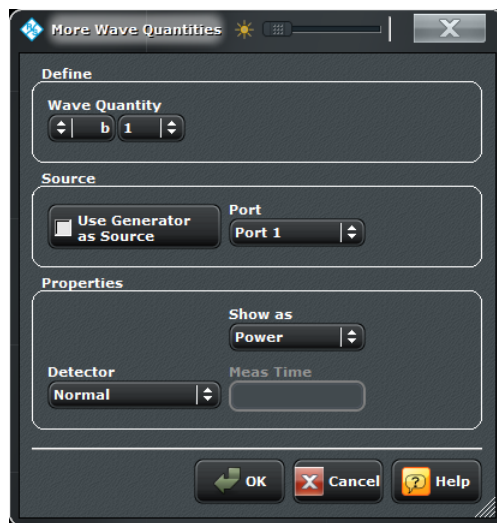 More Wave Quantities
Define
Wave Quantity
b 1
Source
Use Generator
as Source
Port
Port 1
Properties
Show as
Power
Detector
Meas Time
Normal
OK
Cancel
Help